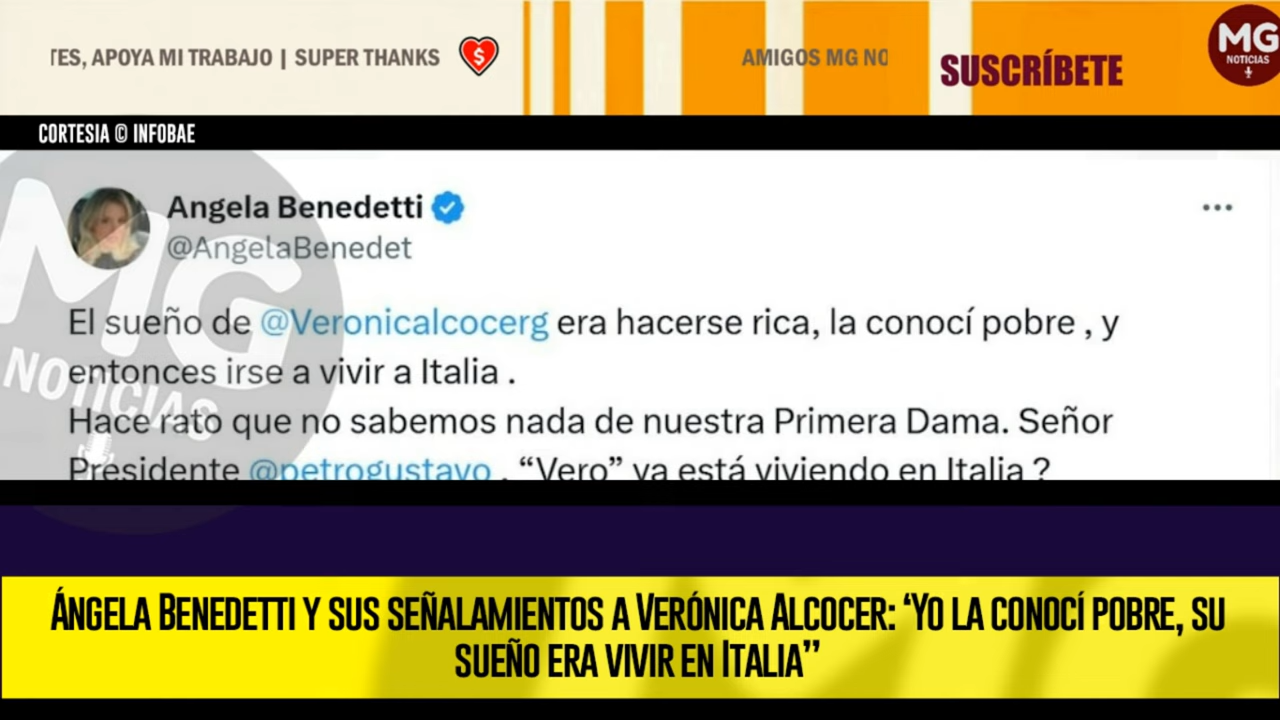 TES, APOYA MI TRABAJO | SUPER THANKS
AMIGOS MG NO
SUSCRÍBETE
MG
NOTICIAS
CORTESIA © INFOBAE
Angela Benedetti
@AngelaBenedet
El sueño de @Veronicalcocerg era hacerse rica, la conocí pobre , y
entonces irse a vivir a Italia .
Hace rato que no sabemos nada de nuestra Primera Dama. Señor
Presidente @petrogustavo . “Vero” ya está viviendo en Italia ?
MG
NOTICIAS
Ángela Benedetti y sus señalamientos a Verónica Alcocer: ‘Yo la conocí pobre, su
sueño era vivir en Italia”